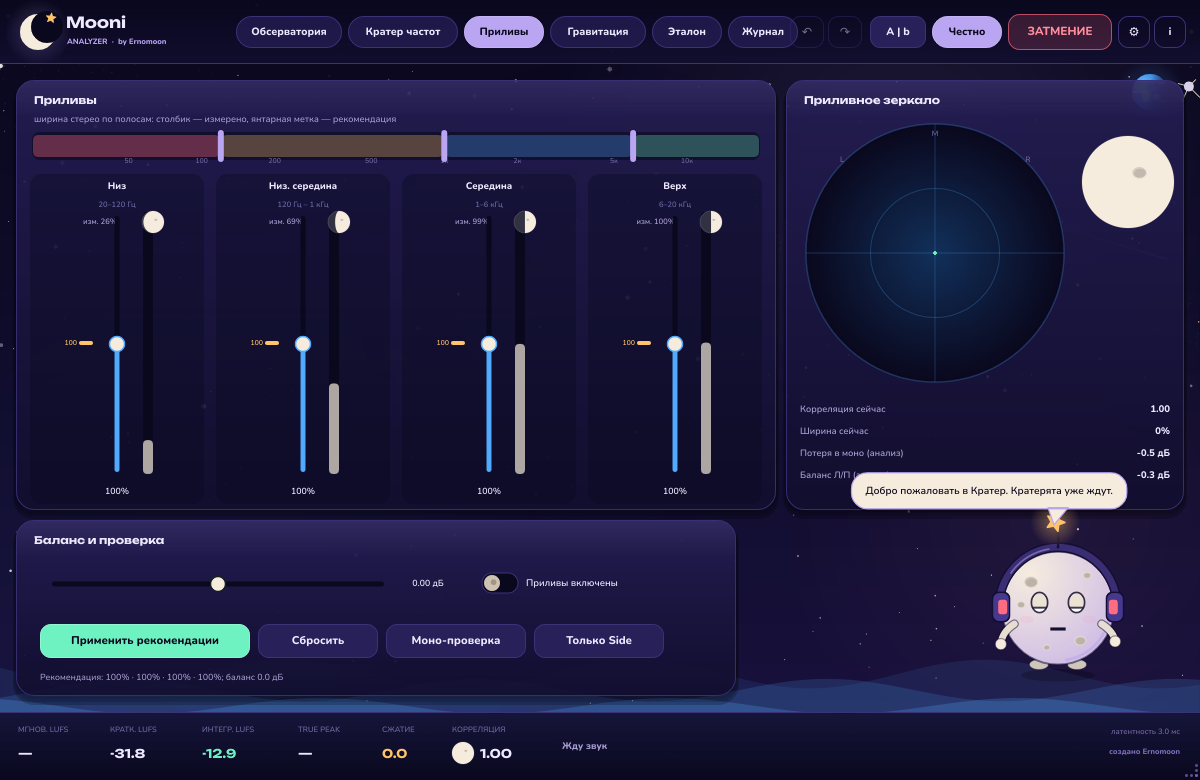 Mooni
ANALYZER · by Ernomoon
Обсерватория
Кратер частот
Приливы
Гравитация
Эталон
Журнал
A | b
Честно
ЗАТМЕНИЕ
i
Приливы
ширина стерео по полосам: столбик — измерено, янтарная метка — рекомендация
50 100 200 500 2к 5к 10к
Низ
20–120 Гц
изм. 26%
100
100%
Низ. середина
120 Гц – 1 кГц
изм. 69%
100
100%
Середина
1–6 кГц
изм. 99%
100
100%
Верх
6–20 кГц
изм. 100%
100
100%
Приливное зеркало
M
L
R
Корреляция сейчас 1.00
Ширина сейчас 0%
Потеря в моно (анализ) -0.5 дБ
Баланс Л/П -0.3 дБ
Добро пожаловать в Кратер. Кратерята уже ждут.
Баланс и проверка
0.00 дБ
Приливы включены
Применить рекомендации
Сбросить
Моно-проверка
Только Side
Рекомендация: 100% · 100% · 100% · 100%; баланс 0.0 дБ
МГНОВ. LUFS
—
КРАТК. LUFS
-31.8
ИНТЕГР. LUFS
-12.9
TRUE PEAK
—
СЖАТИЕ
0.0
КОРРЕЛЯЦИЯ
1.00
Жду звук
латентность 3.0 мс
создано Ernomoon